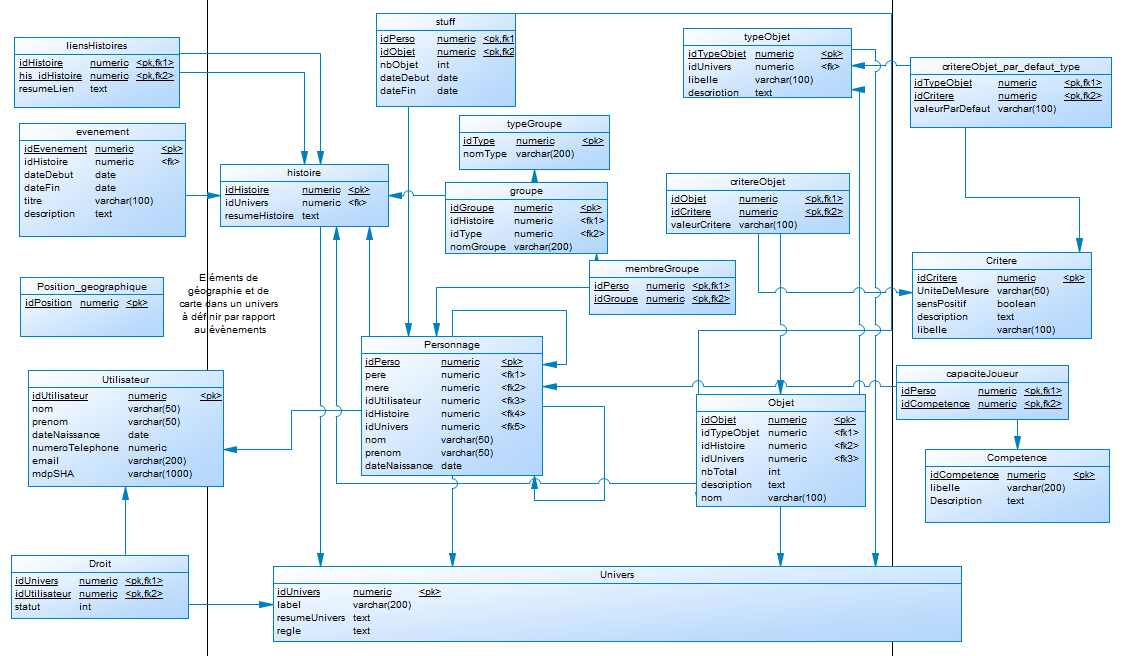 liensHistoires
idHistoire numeric <pk,fk1>
his_idHistoire numeric <pk,fk2>
resumeLien text
stuff
idPerso numeric <pk,fk1
idObjet numeric <pk,fk2
nbObjet int
dateDebut date
dateFin date
typeObjet
idTypeObjet numeric <pk>
idUnivers numeric <fk>
libelle varchar(100)
description text
critereObjet_par_defaut_type
idTypeObjet numeric <pk,fk1>
idCritere numeric <pk,fk2>
valeurParDefaut varchar(100)
evenement
idEvenement numeric <pk>
idHistoire numeric <fk>
dateDebut date
dateFin date
titre varchar(100)
description text
typeGroupe
idType numeric <pk>
nomType varchar(200)
histoire
idHistoire numeric <pk>
idUnivers numeric <fk>
resumeHistoire text
groupe
idGroupe numeric <pk>
idHistoire numeric <fk1>
idType numeric <fk2>
nomGroupe varchar(200)
critereObjet
idObjet numeric <pk,fk1>
idCritere numeric <pk,fk2>
valeurCritere varchar(100)
membreGroupe
idPerso numeric <pk,fk1>
idGroupe numeric <pk,fk2>
Critere
idCritere numeric <pk>
UniteDeMesure varchar(50)
sensPositif boolean
description text
libelle varchar(100)
Position_geographique
idPosition numeric <pk>
Eléments de
géographie et de
carte dans un univers
à définir par rapport
au évènements
Personnage
idPerso numeric <pk>
pere numeric <fk1>
mere numeric <fk2>
idUtilisateur numeric <fk3>
idHistoire numeric <fk4>
idUnivers numeric <fk5>
nom varchar(50)
prenom varchar(50)
dateNaissance date
Utilisateur
idUtilisateur numeric <pk>
nom varchar(50)
prenom varchar(50)
dateNaissance date
numeroTelephone numeric
email varchar(200)
mdpSHA varchar(1000)
capaciteJoueur
idPerso numeric <pk,fk1>
idCompetence numeric <pk,fk2>
Objet
idObjet numeric <pk>
idTypeObjet numeric <fk1>
idHistoire numeric <fk2>
idUnivers numeric <fk3>
nbTotal int
description text
nom varchar(100)
Competence
idCompetence numeric <pk>
libelle varchar(200)
Description text
Droit
idUnivers numeric <pk,fk1>
idUtilisateur numeric <pk,fk2>
statut int
Univers
idUnivers numeric <pk>
label varchar(200)
resumeUnivers text
regle text